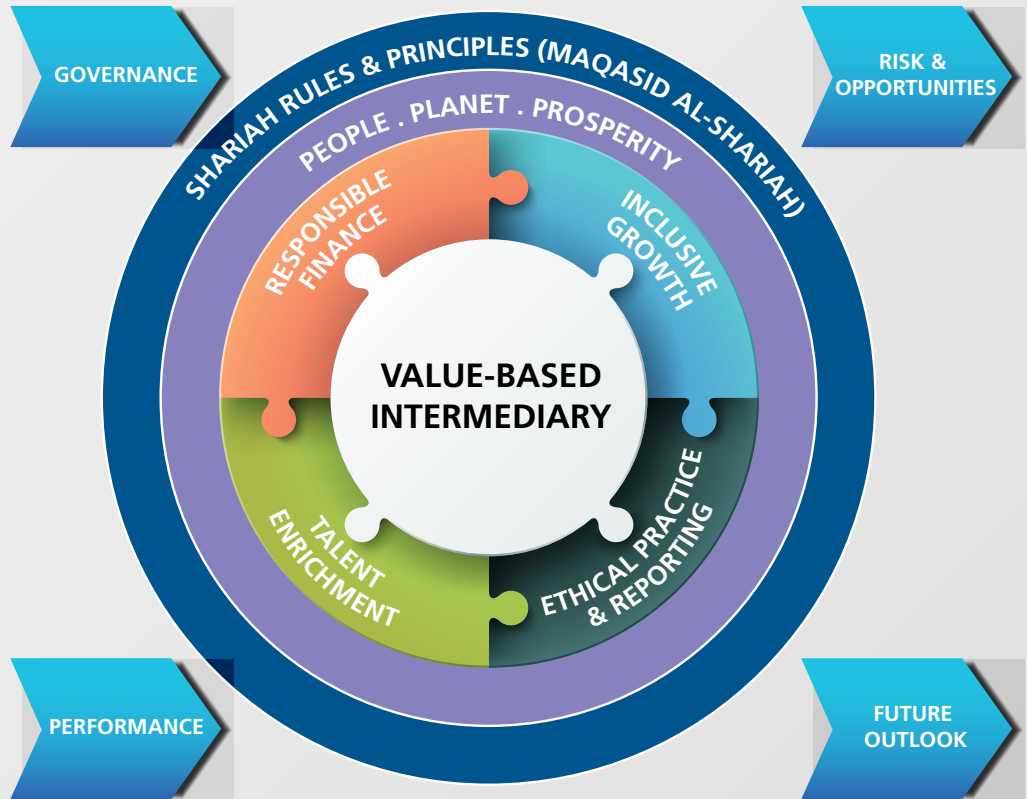 GOVERNANCE
RISK &
OPPORTUNITIES
SHARIAH RULES & PRINCIPLES (MAQASID AL-SHARIAH)
PEOPLE . PLANET . PROSPERITY
RESPONSIBLE
FINANCE
INCLUSIVE
GROWTH
VALUE-BASED
INTERMEDIARY
TALENT
ENRICHMENT
ETHICAL PRACTICE
& REPORTING
PERFORMANCE
FUTURE
OUTLOOK